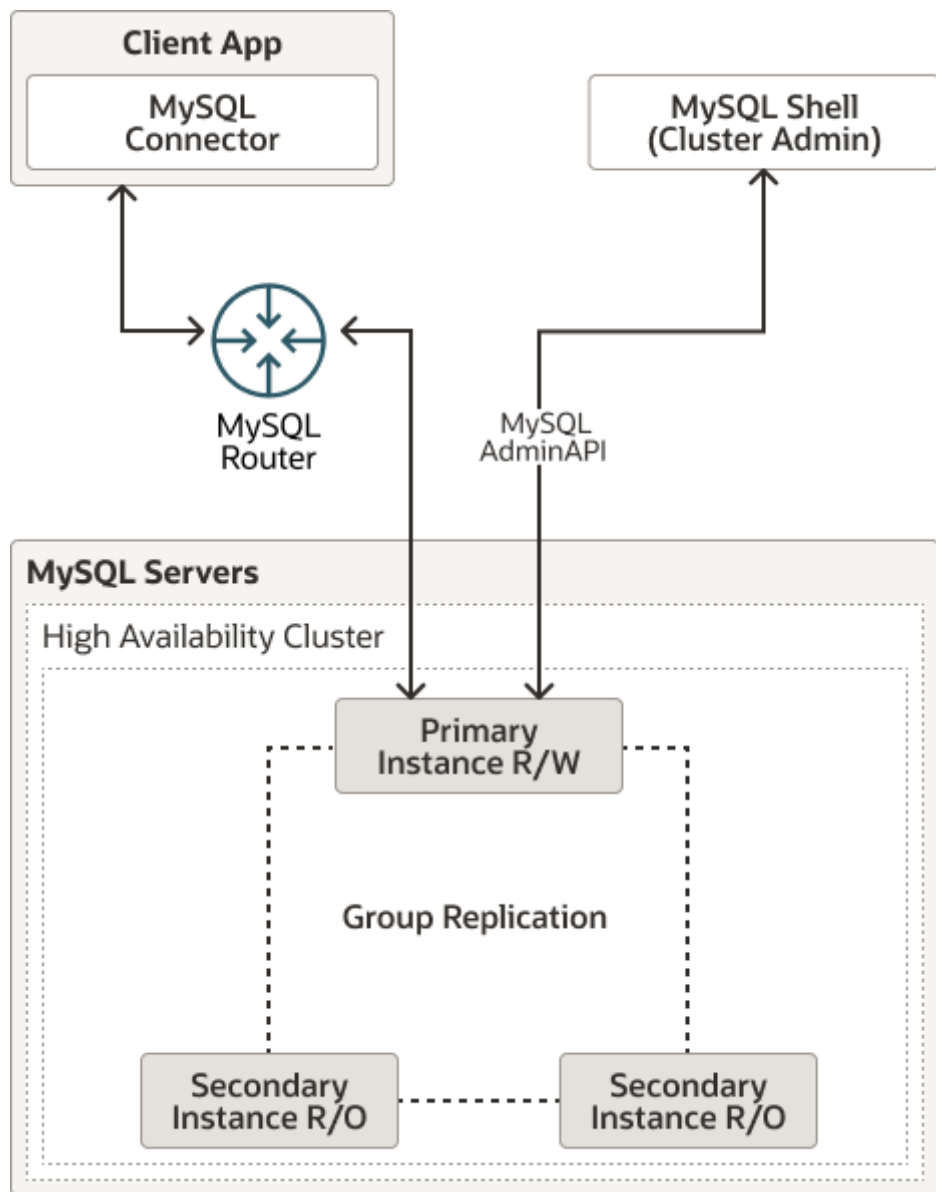 Client App
MySQL
Connector
MySQL Shell
(Cluster Admin)
MySQL
Router
MySQL
AdminAPI
MySQL Servers
High Availability Cluster
Primary
Instance R/W
Group Replication
Secondary
Instance R/O
Secondary
Instance R/O